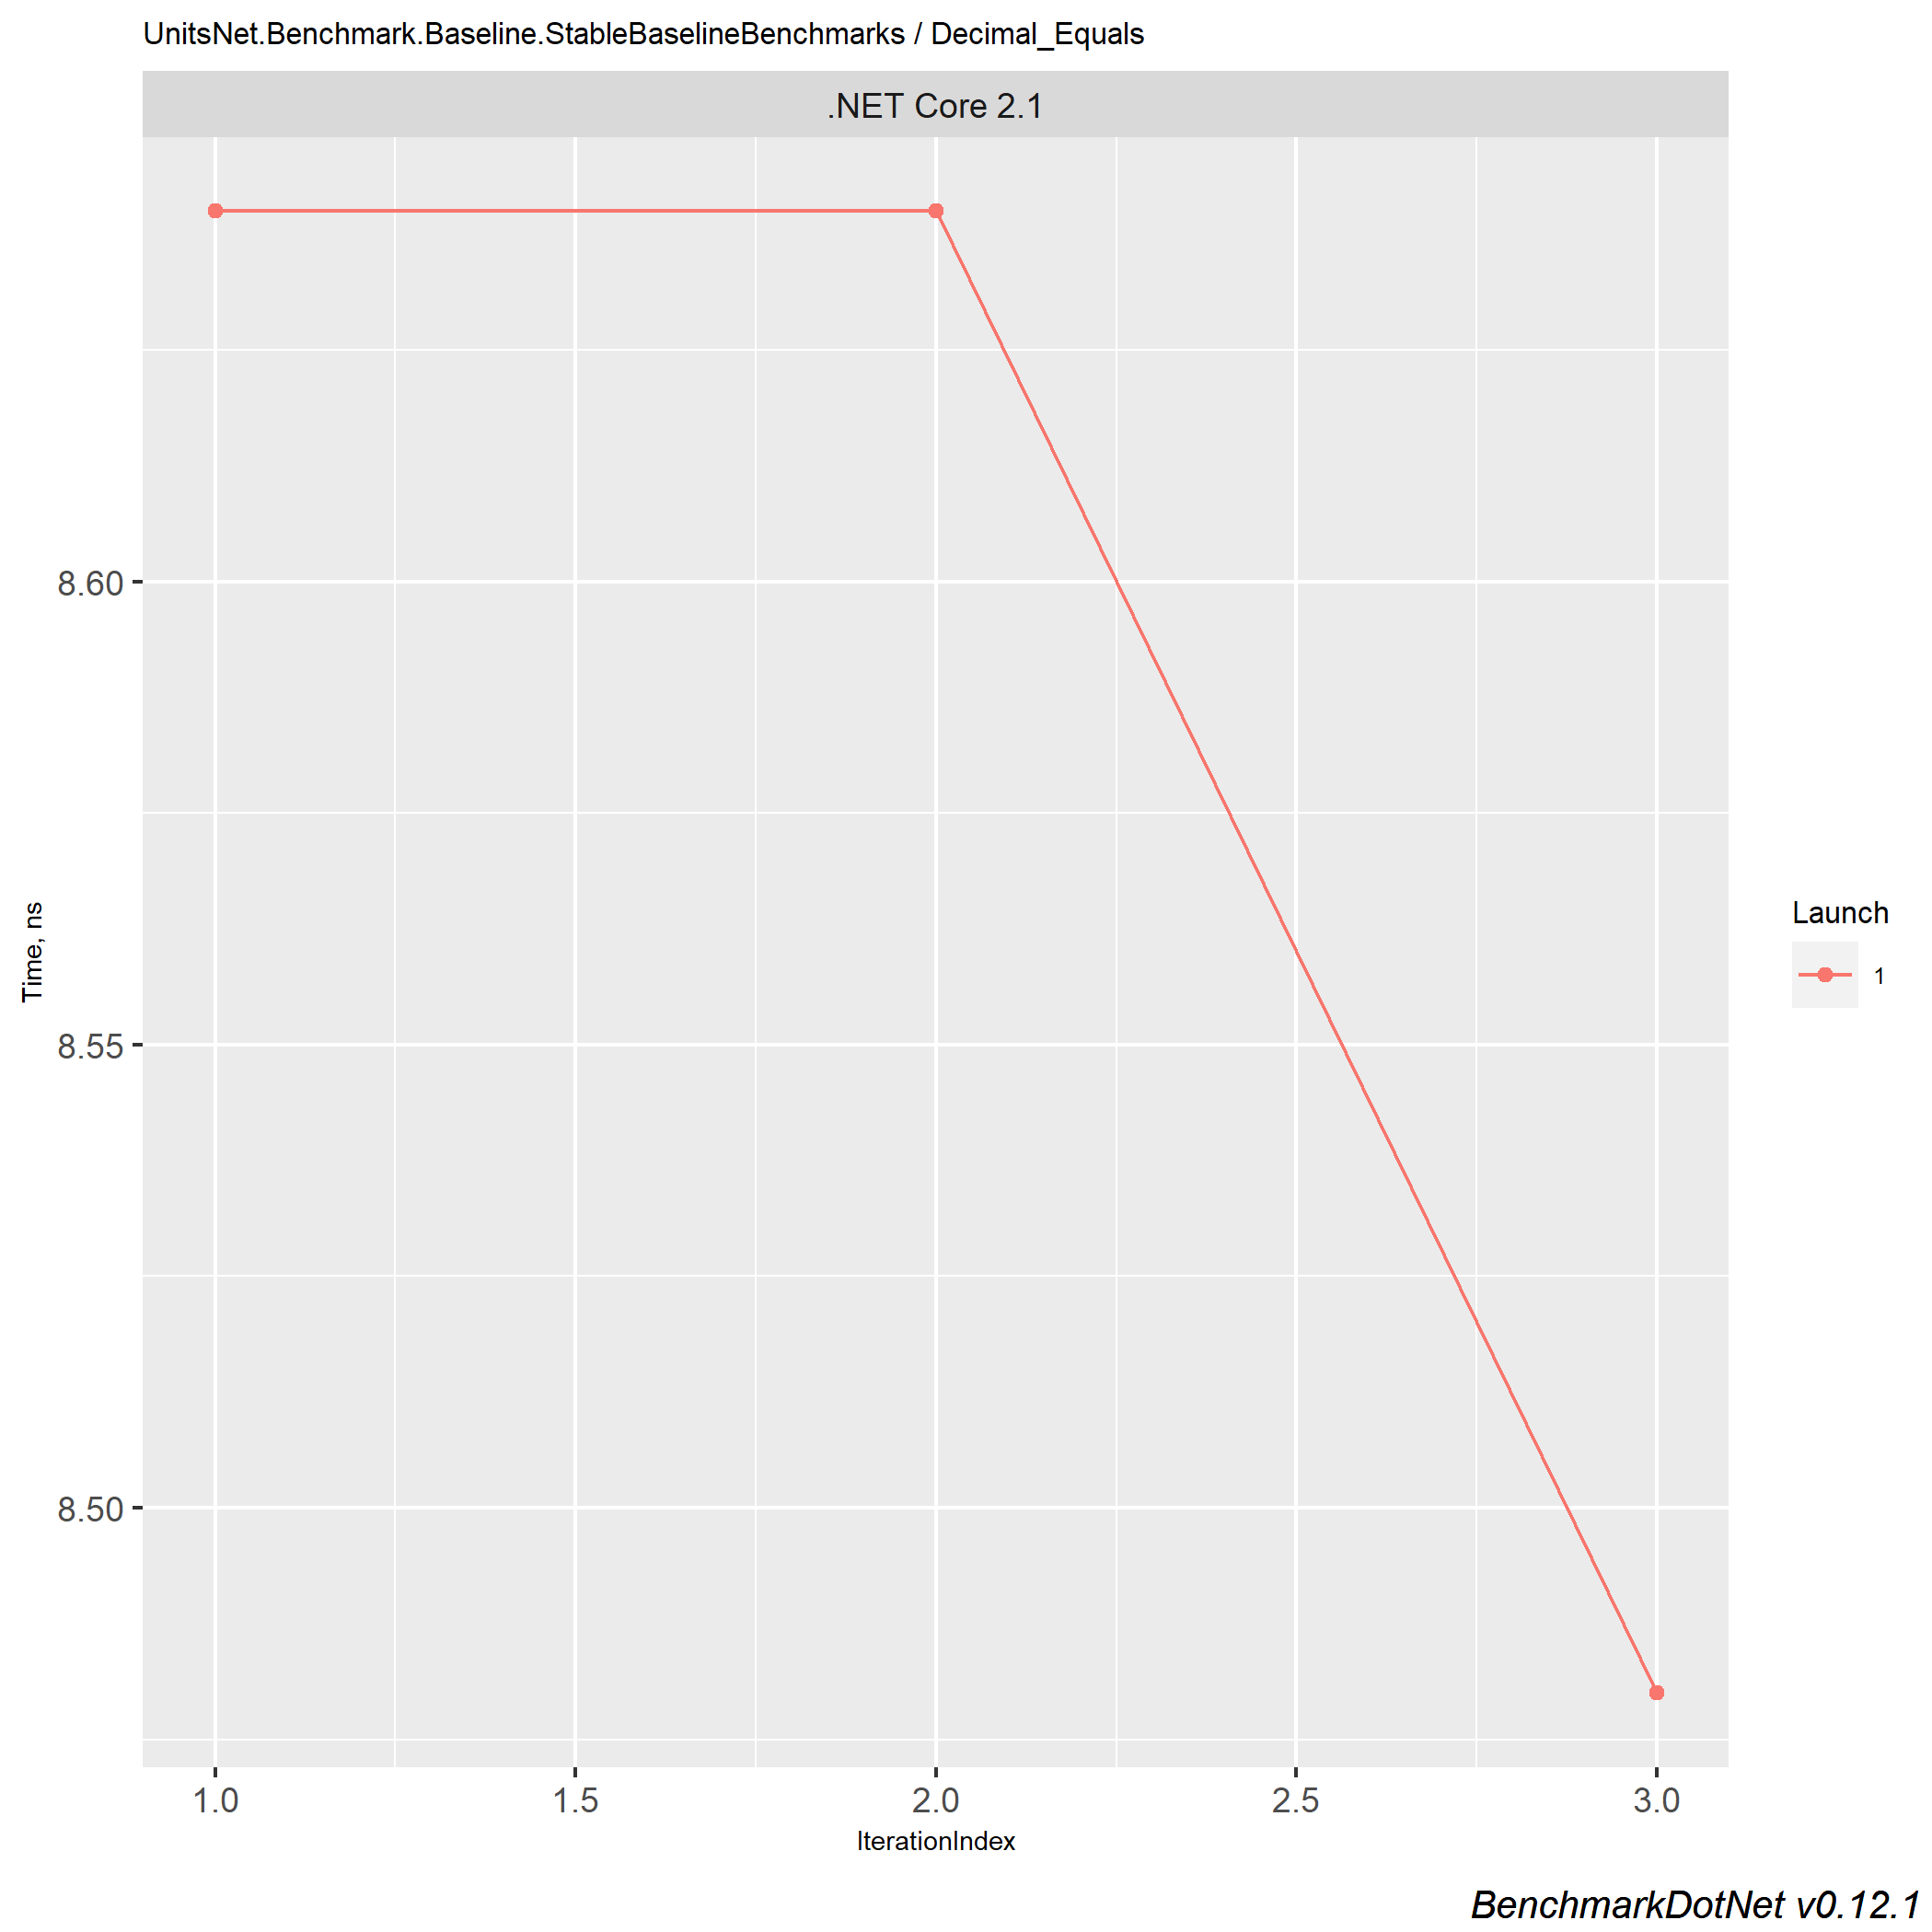 UnitsNet.Benchmark.Baseline.StableBaselineBenchmarks / Decimal_Equals
.NET Core 2.1
8.60
8.55
8.50
Time, ns
1.0 1.5 2.0 2.5 3.0
IterationIndex
Launch
1
BenchmarkDotNet v0.12.1